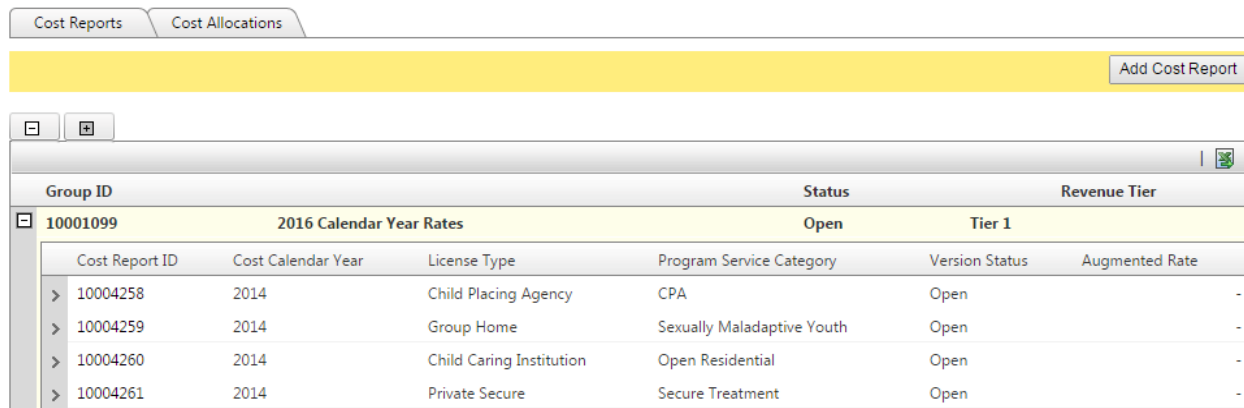 Cost Reports Cost Allocations
Add Cost Report
Group ID Status Revenue Tier
10001099 2016 Calendar Year Rates Open Tier 1
Cost Report ID Cost Calendar Year License Type Program Service Category Version Status Augmented Rate
10004258 2014 Child Placing Agency CPA Open -
10004259 2014 Group Home Sexually Maladaptive Youth Open -
10004260 2014 Child Caring Institution Open Residential Open -
10004261 2014 Private Secure Secure Treatment Open -